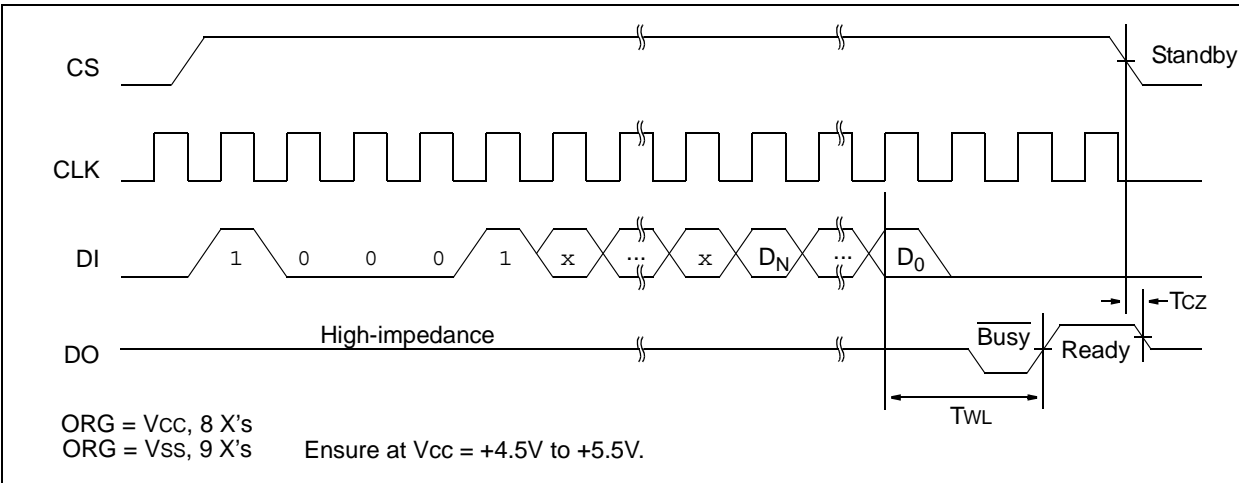 CS
Standby
CLK
DI
1 0 0 0 1 x ... x DN ... D0
TCZ
DO
High-impedance
Busy
Ready
TWL
ORG = VCC, 8 X's
ORG = VSS, 9 X's
Ensure at Vcc = +4.5V to +5.5V.